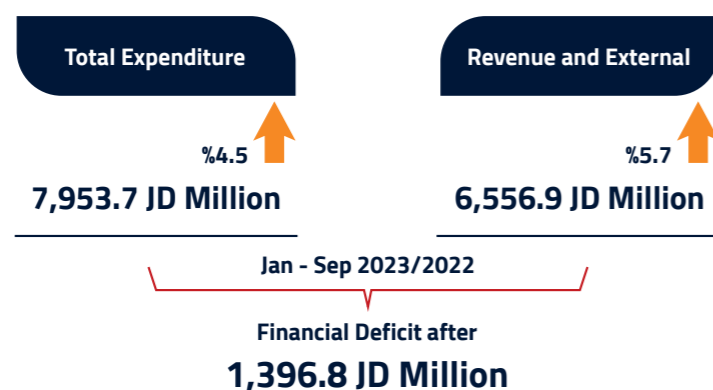 Total Expenditure
Revenue and External
%4.5
%5.7
7,953.7 JD Million
6,556.9 JD Million
Jan - Sep 2023/2022
Financial Deficit after
1,396.8 JD Million